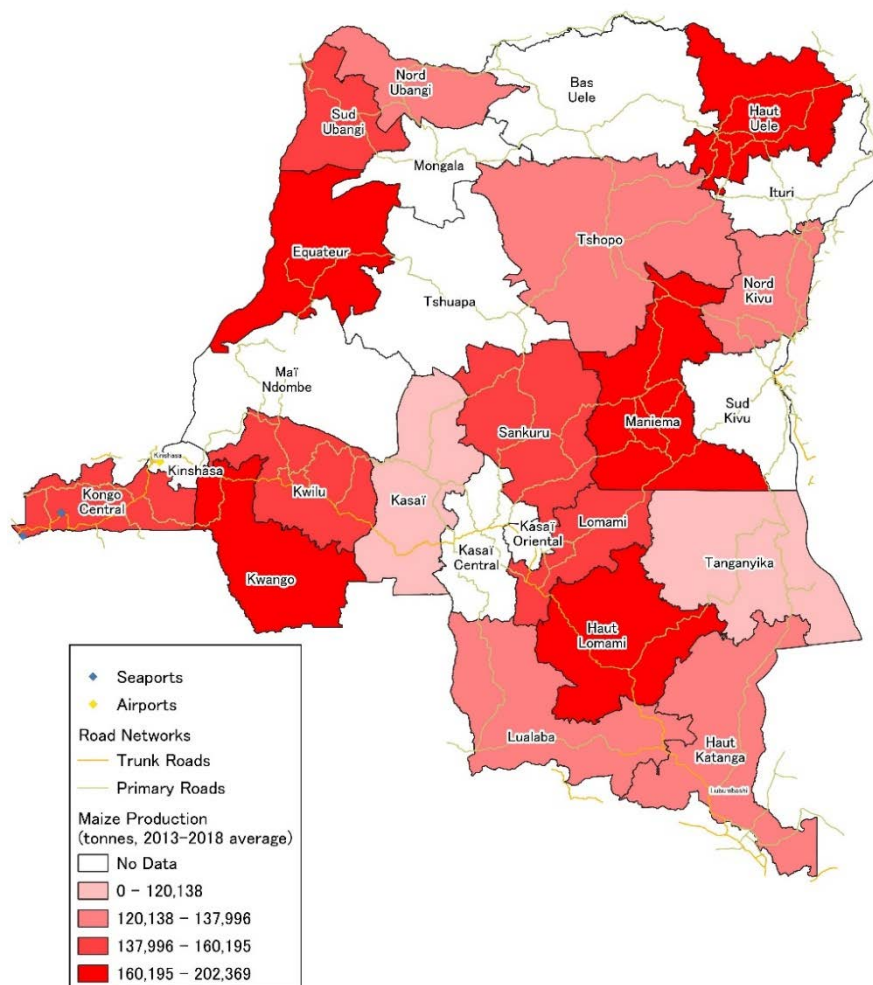 Nord
Ubangi
Bas
Uele
Haut
Uele
Sud
Ubangi
Mongala
Ituri
Equateur
Tshopo
Nord
Kivu
Tshuapa
Maï
Ndombe
Sankuru
Maniema
Sud
Kivu
Kinshasa
Kinshasa
Kongo
Central
Kwilu
Kasaï
Kasaï
Oriental
Lomami
Kasaï
Central
Tanganyika
Kwango
Haut
Lomami
Lualaba
Haut
Katanga
Lubumbashi
Seaports
Airports
Road Networks
Trunk Roads
Primary Roads
Maize Production
(tonnes, 2013-2018 average)
No Data
0 - 120,138
120,138 - 137,996
137,996 - 160,195
160,195 - 202,369